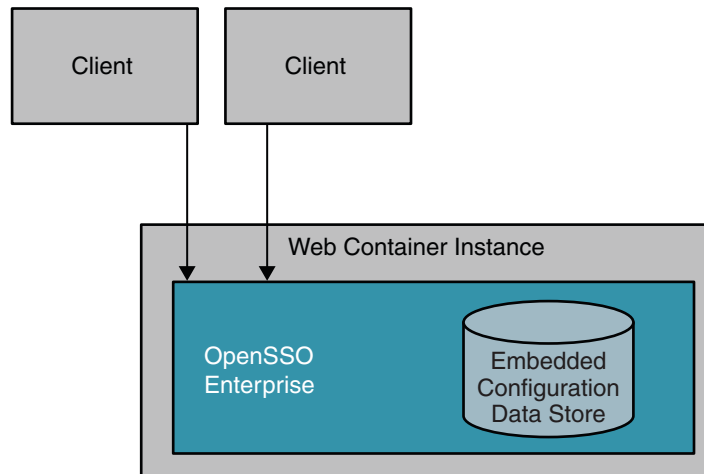 Client
Client
Web Container Instance
OpenSSO
Enterprise
Embedded
Configuration
Data Store